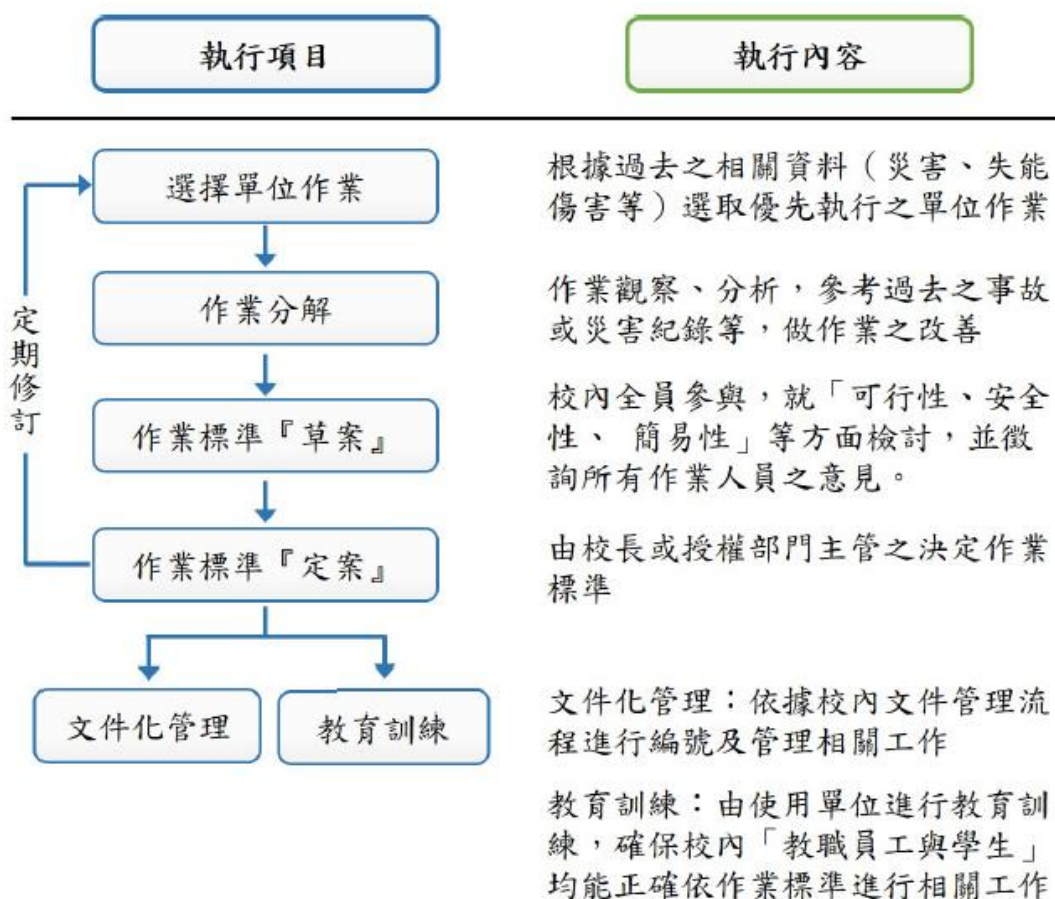 執行項目
執行內容
選擇單位作業
根據過去之相關資料（災害、失能
傷害等）選取優先執行之單位作業
作業分解
作業觀察、分析，參考過去之事故
或災害紀錄等，做作業之改善
定期修訂
作業標準『草案』
校內全員參與，就「可行性、安全
性、 簡易性」等方面檢討，並徵
詢所有作業人員之意見。
作業標準『定案』
由校長或授權部門主管之決定作業
標準
文件化管理
教育訓練
文件化管理：依據校內文件管理流
程進行編號及管理相關工作
教育訓練：由使用單位進行教育訓
練，確保校內「教職員工與學生」
均能正確依作業標準進行相關工作